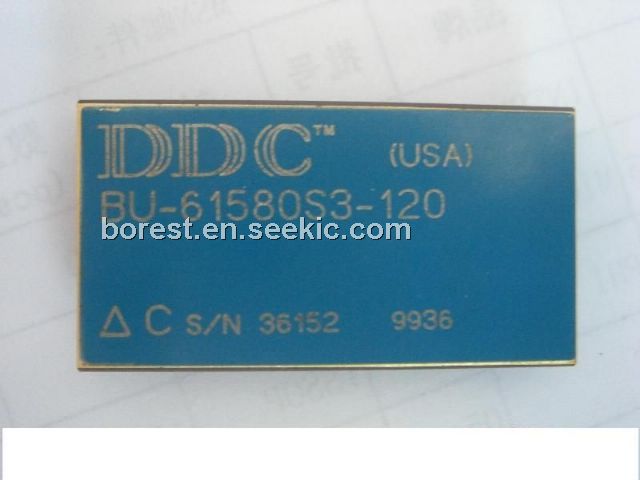 DDC™ (USA)
BU-61580S3-120
borest.en.seekic.com
Δ C S/N 36152 9936